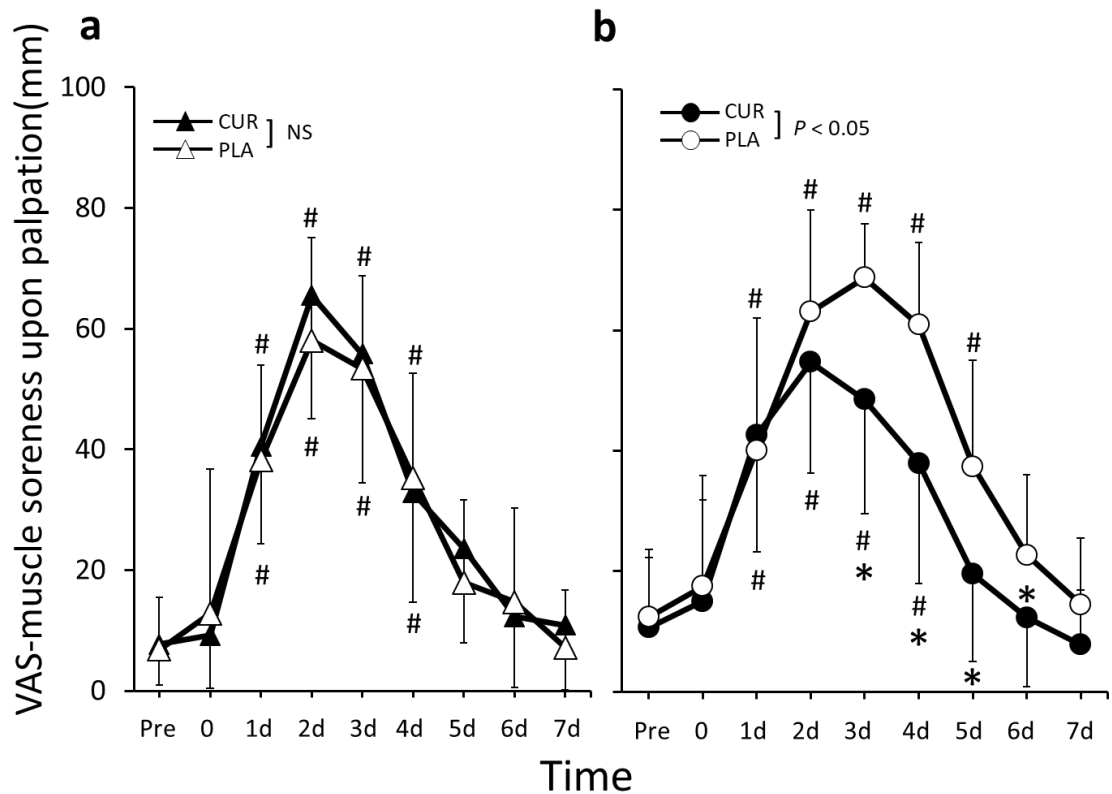 a
b
VAS-muscle soreness upon palpation(mm)
100
80
60
40
20
0
CUR
PLA
] NS
CUR
PLA
] P < 0.05
# # # #
# # # #
# # # # #
# # # #
* * * *
Pre 0 1d 2d 3d 4d 5d 6d 7d
Pre 0 1d 2d 3d 4d 5d 6d 7d
Time